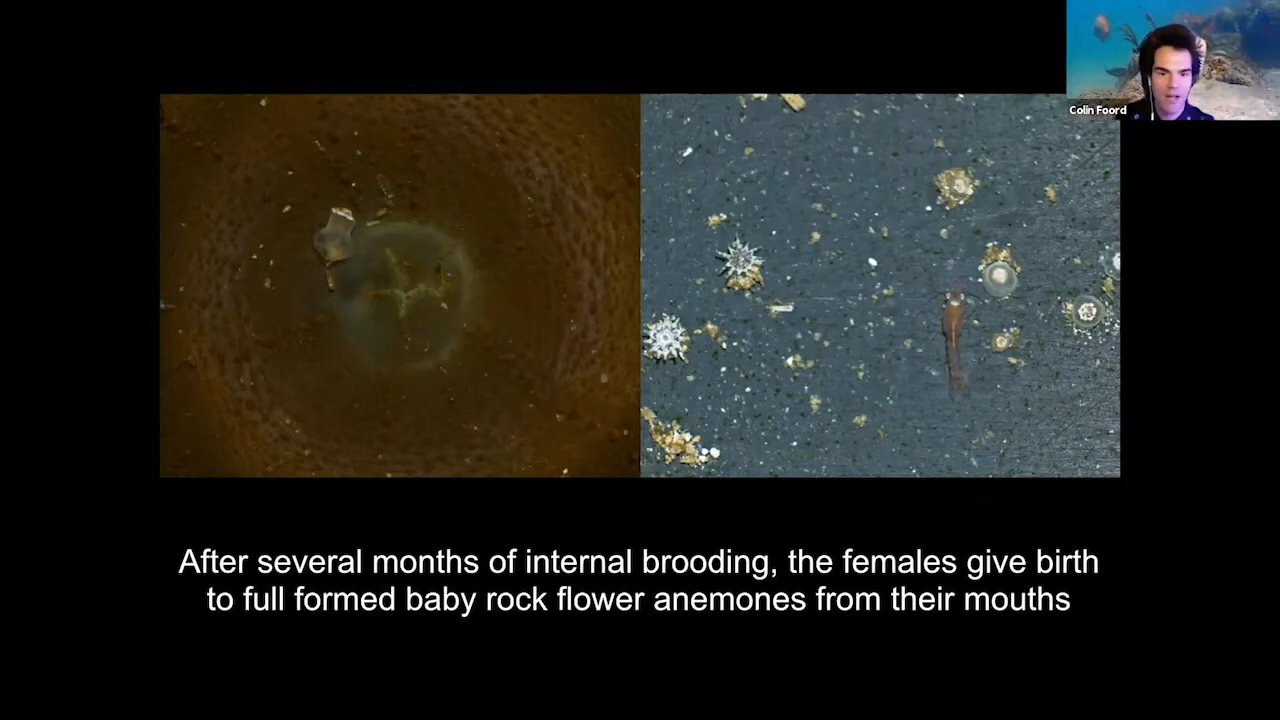 Colin Foord
After several months of internal brooding, the females give birth
to full formed baby rock flower anemones from their mouths